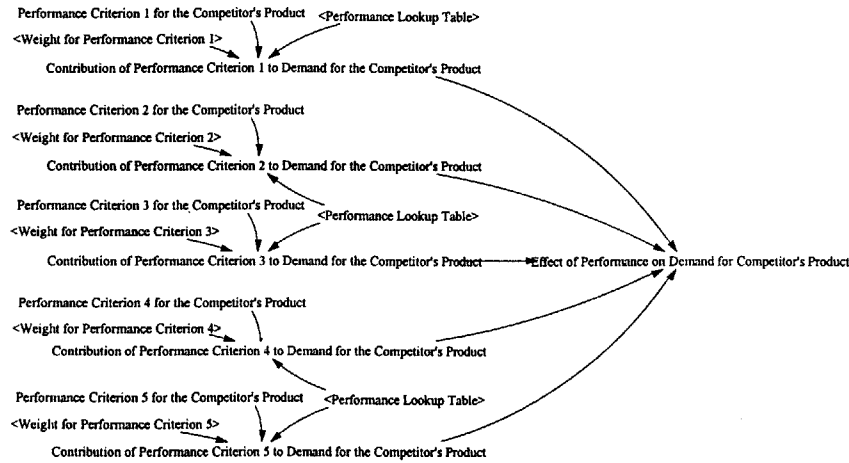 Performance Criterion 1 for the Competitor's Product
<Performance Lookup Table>
<Weight for Performance Criterion 1>
Contribution of Performance Criterion 1 to Demand for the Competitor's Product
Performance Criterion 2 for the Competitor's Product
<Weight for Performance Criterion 2>
Contribution of Performance Criterion 2 to Demand for the Competitor's Product
Performance Criterion 3 for the Competitor's Product
<Performance Lookup Table>
<Weight for Performance Criterion 3>
Contribution of Performance Criterion 3 to Demand for the Competitor's Product
Effect of Performance on Demand for Competitor's Product
Performance Criterion 4 for the Competitor's Product
<Weight for Performance Criterion 4>
Contribution of Performance Criterion 4 to Demand for the Competitor's Product
Performance Criterion 5 for the Competitor's Product
<Performance Lookup Table>
<Weight for Performance Criterion 5>
Contribution of Performance Criterion 5 to Demand for the Competitor's Product